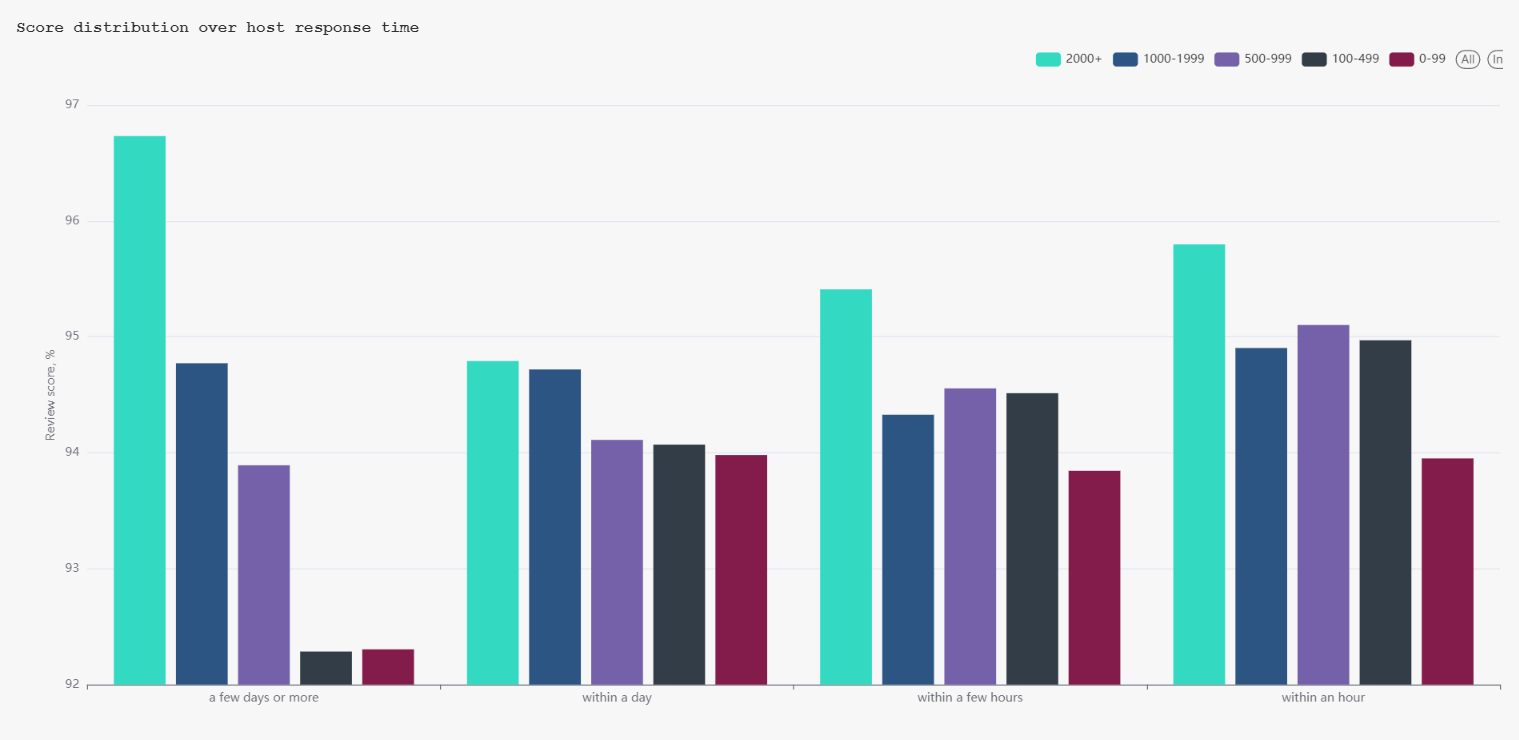 Score distribution over host response time
2000+ 1000-1999 500-999 100-499 0-99 All In
97
96
95
94
93
92
Review score, %
a few days or more within a day within a few hours within an hour